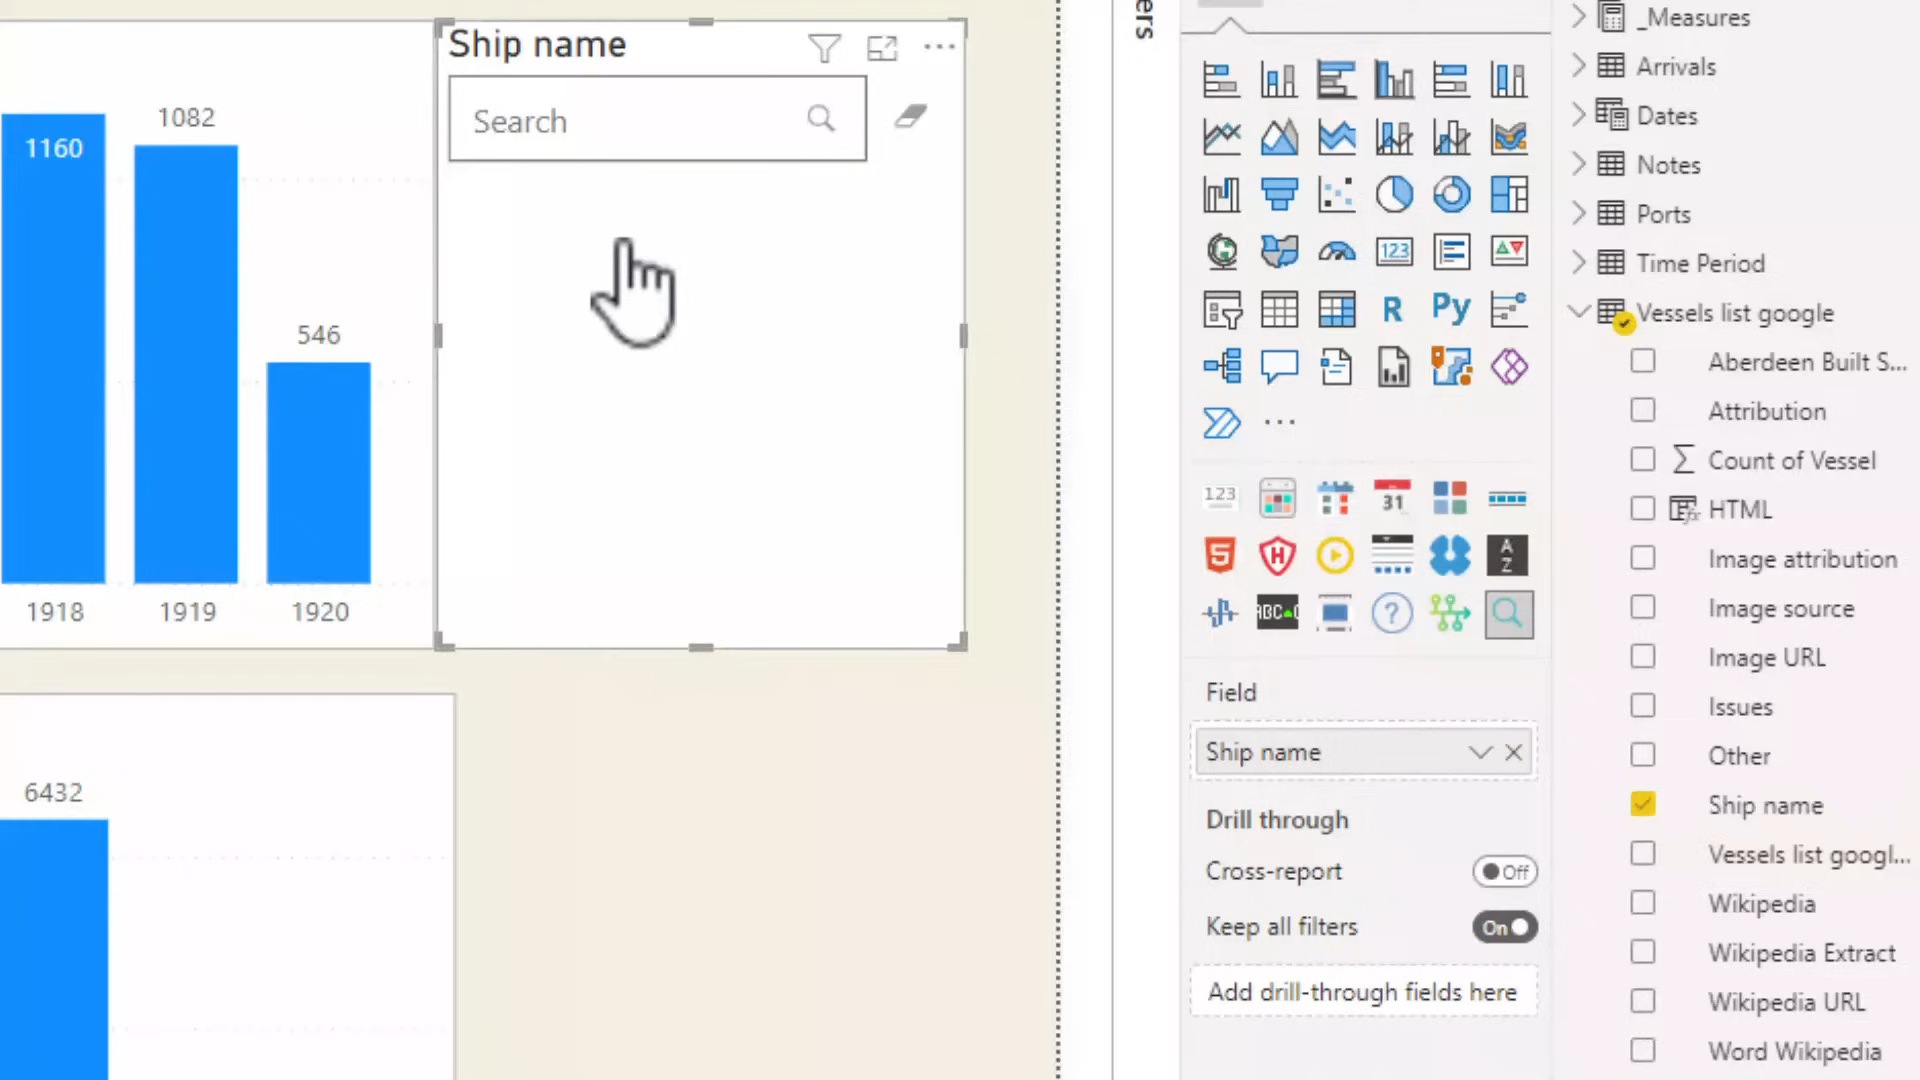 Ship name
Search
1160
1082
546
1918
1919
1920
6432
ers
123
R
Py
123
31
5
H
A
Z
ABC
?
Field
Ship name
Drill through
Cross-report
Off
Keep all filters
On
Add drill-through fields here
_Measures
Arrivals
Dates
Notes
Ports
Time Period
Vessels list google
Aberdeen Built S...
Attribution
Σ Count of Vessel
HTML
Image attribution
Image source
Image URL
Issues
Other
Ship name
Vessels list googl...
Wikipedia
Wikipedia Extract
Wikipedia URL
Word Wikipedia